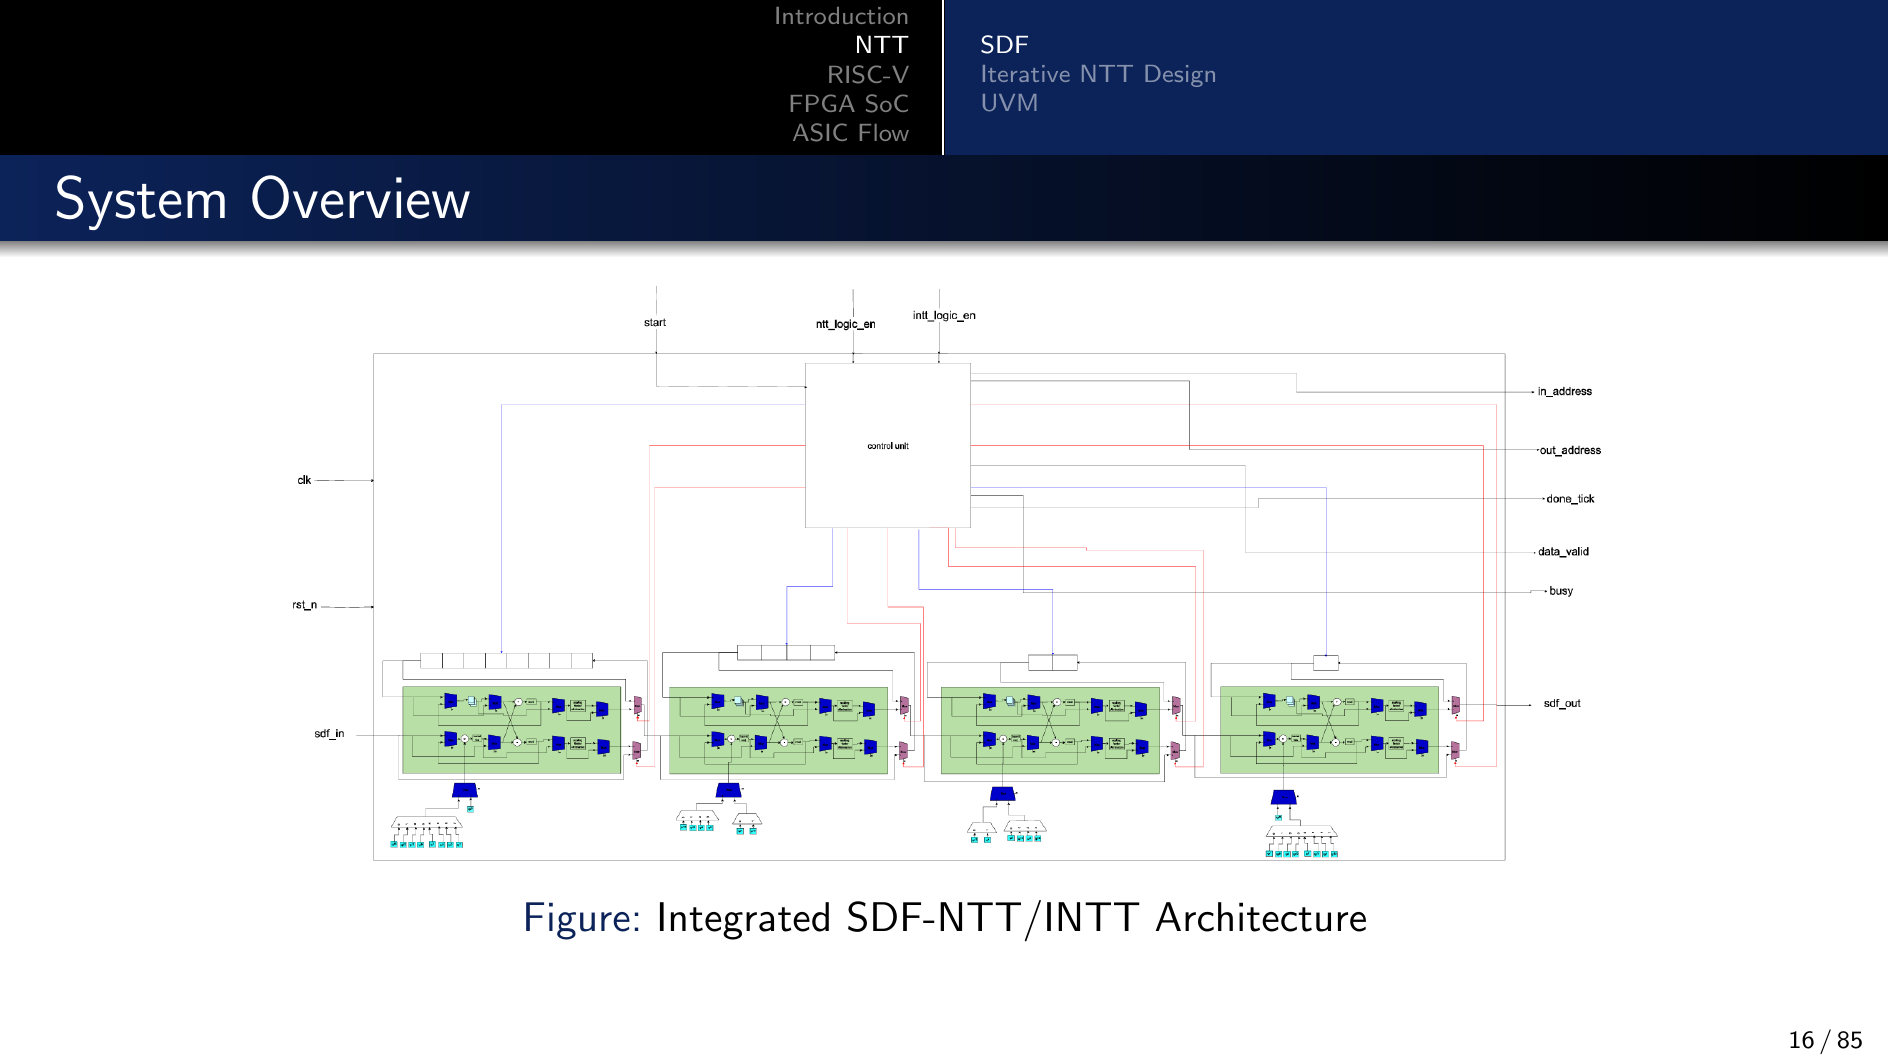 Introduction
NTT
RISC-V
FPGA SoC
ASIC Flow
SDF
Iterative NTT Design
UVM
System Overview
start
ntt_logic_en
intt_logic_en
control unit
in_address
out_address
done_tick
data_valid
busy
clk
rst_n
sdf_in
sdf_out
Figure: Integrated SDF-NTT/INTT Architecture
16 / 85